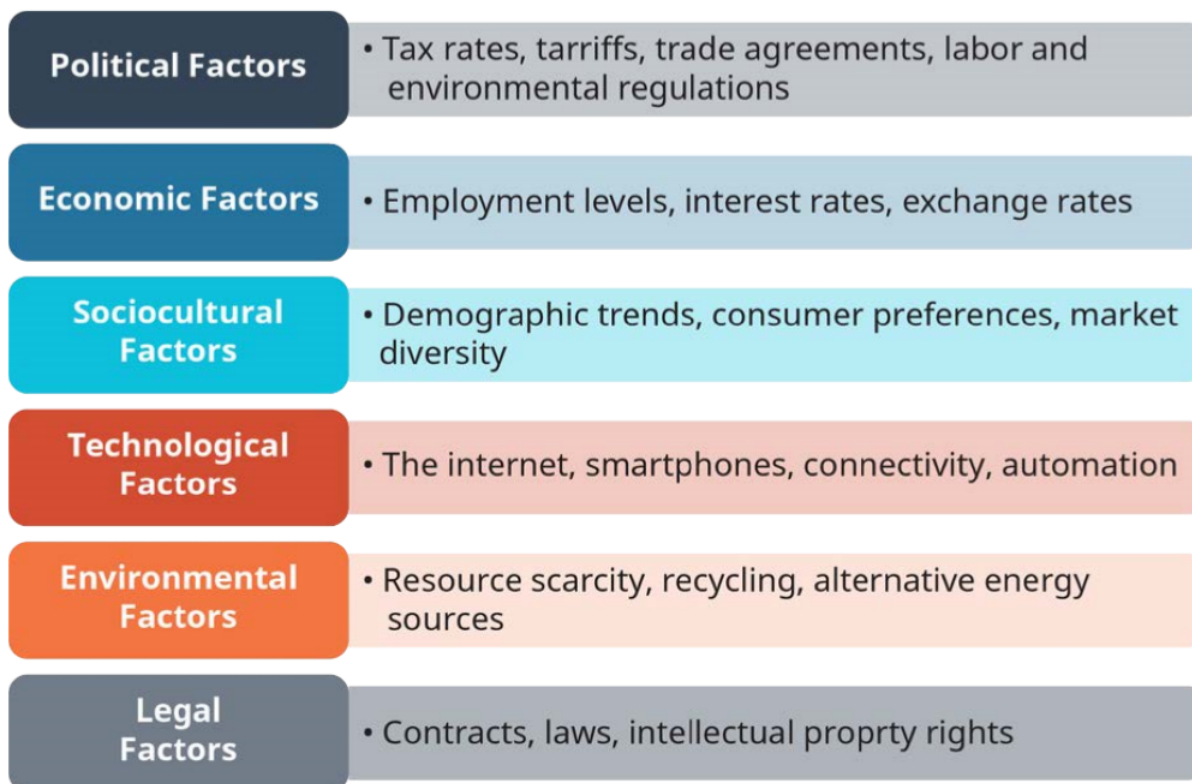 Political Factors
• Tax rates, tarriffs, trade agreements, labor and
environmental regulations
Economic Factors
• Employment levels, interest rates, exchange rates
Sociocultural
Factors
• Demographic trends, consumer preferences, market
diversity
Technological
Factors
• The internet, smartphones, connectivity, automation
Environmental
Factors
• Resource scarcity, recycling, alternative energy
sources
Legal
Factors
• Contracts, laws, intellectual proprty rights